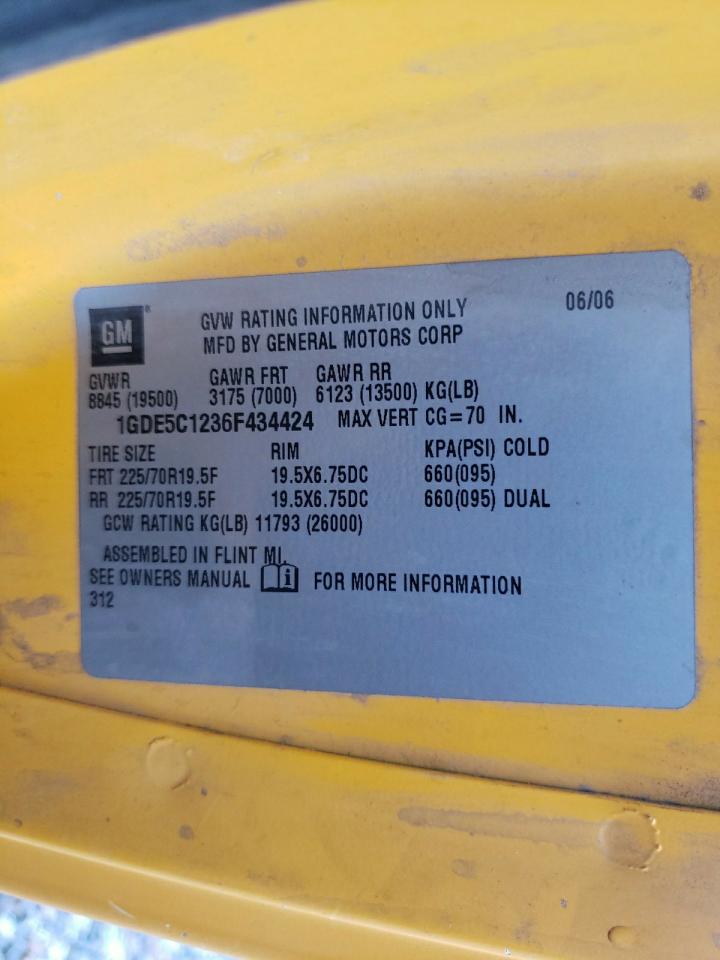 GM®
GVW RATING INFORMATION ONLY 06/06
MFD BY GENERAL MOTORS CORP
GVWR GAWR FRT GAWR RR
8845 (19500) 3175 (7000) 6123 (13500) KG(LB)
1GDE5C1236F434424 MAX VERT CG=70 IN.
TIRE SIZE RIM KPA(PSI) COLD
FRT 225/70R19.5F 19.5X6.75DC 660(095)
RR 225/70R19.5F 19.5X6.75DC 660(095) DUAL
GCW RATING KG(LB) 11793 (26000)
ASSEMBLED IN FLINT MI.
SEE OWNERS MANUAL i FOR MORE INFORMATION
312